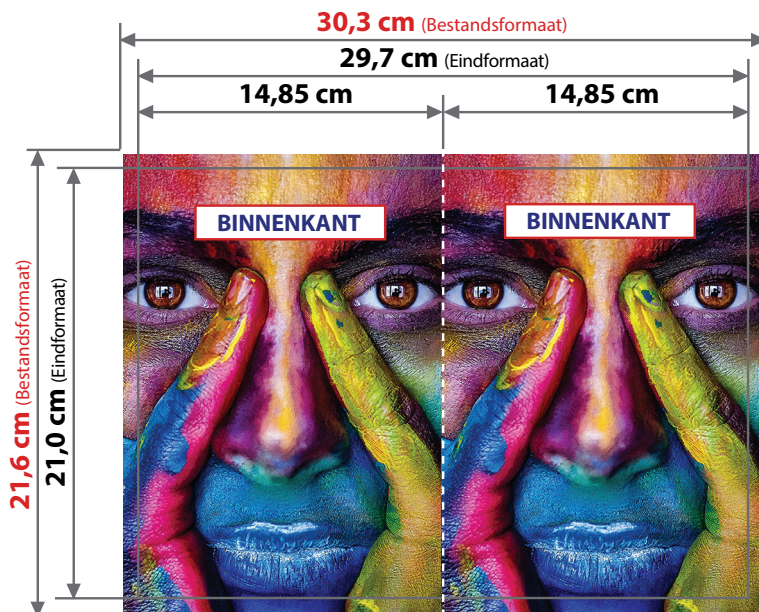 30,3 cm (Bestandsformaat)
29,7 cm (Eindformaat)
14,85 cm
14,85 cm
BINNENKANT
BINNENKANT
21,6 cm (Bestandsformaat)
21,0 cm (Eindformaat)